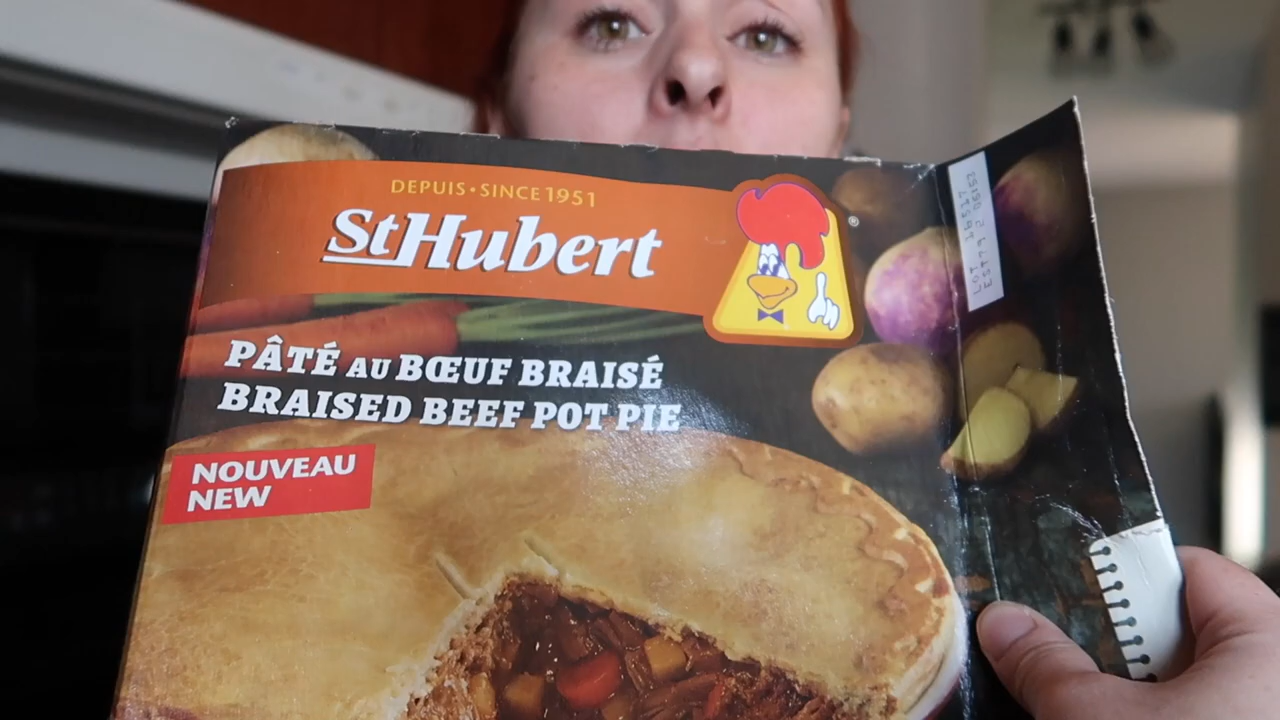 DEPUIS • SINCE 1951
StHubert
®
PÂTÉ AU BŒUF BRAISÉ
BRAISED BEEF POT PIE
NOUVEAU
NEW